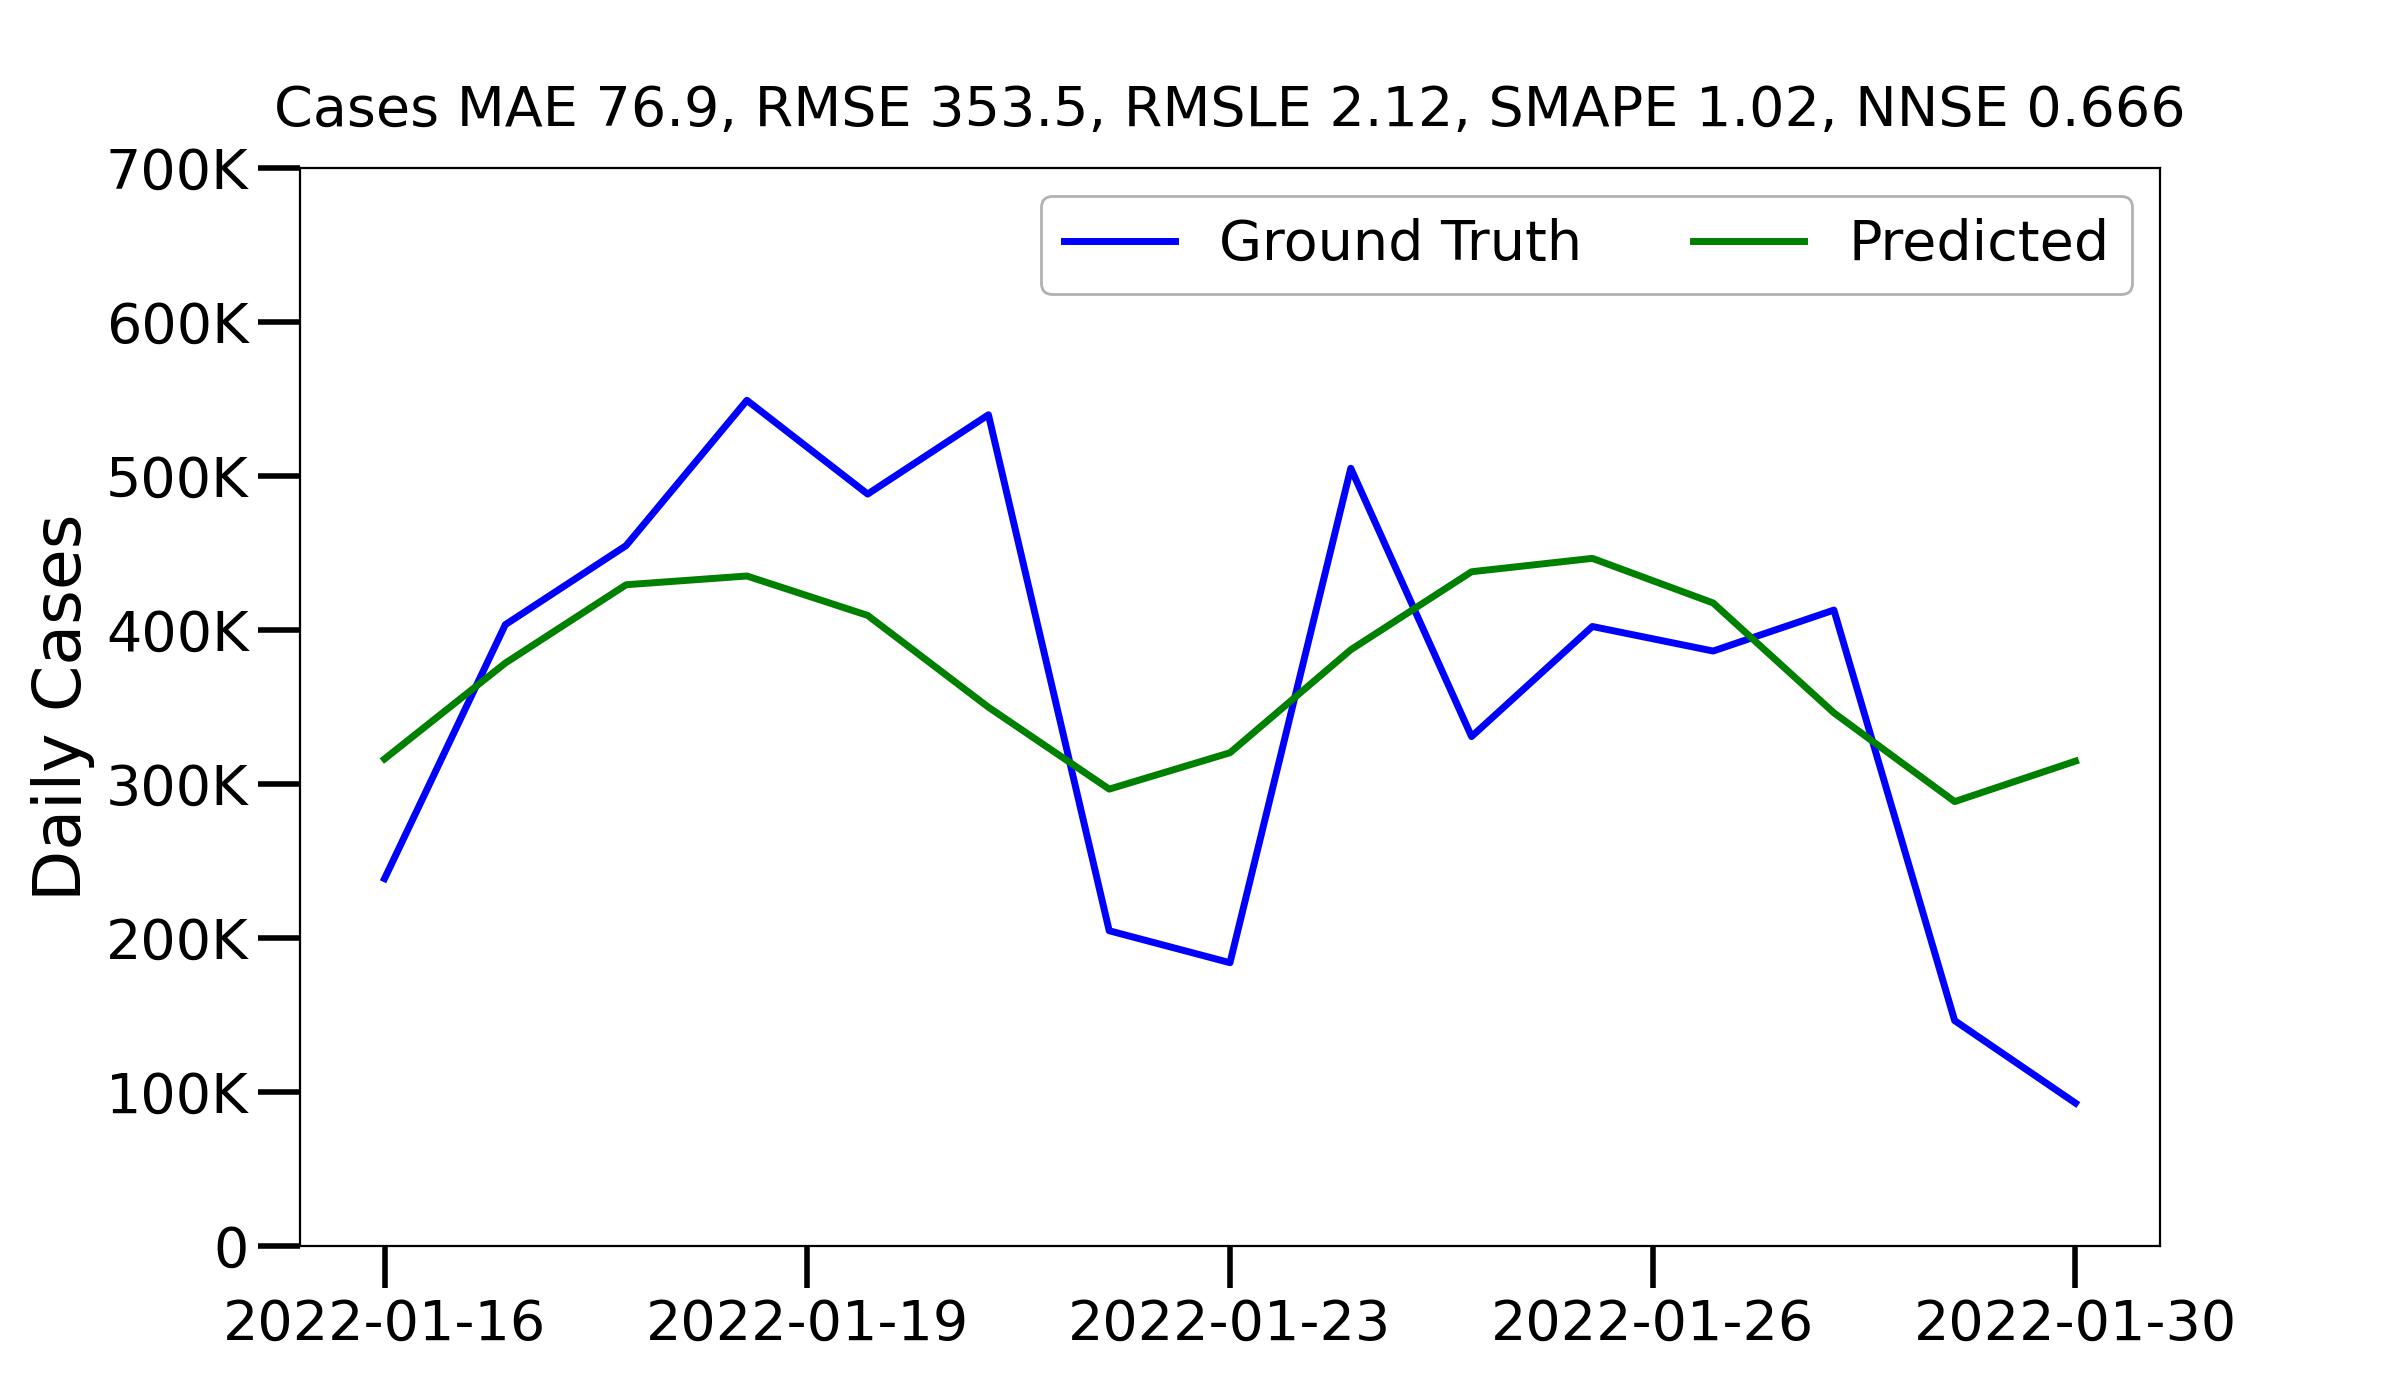 Cases MAE 76.9, RMSE 353.5, RMSLE 2.12, SMAPE 1.02, NNSE 0.666
Ground Truth
Predicted
Daily Cases
700K
600K
500K
400K
300K
200K
100K
0
2022-01-16
2022-01-19
2022-01-23
2022-01-26
2022-01-30